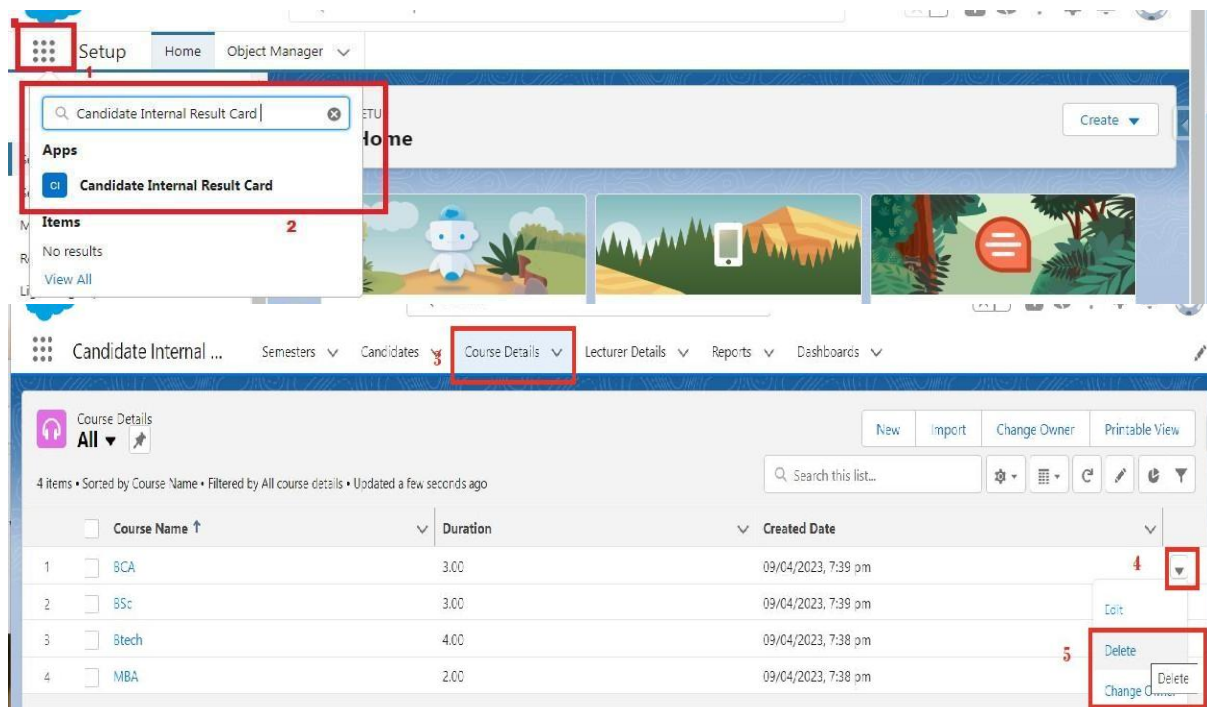 Setup Home Object Manager
1
Candidate Internal Result Card
Create
Home
Apps
CI Candidate Internal Result Card
Items
2
No results
View All
Candidate Internal ... Semesters Candidates 3 Course Details Lecturer Details Reports Dashboards
Course Details
All
New Import Change Owner Printable View
4 items • Sorted by Course Name • Filtered by All course details • Updated a few seconds ago
Search this list...
Course Name ↑ Duration Created Date
1 BCA 3.00 09/04/2023, 7:39 pm 4
2 BSc 3.00 09/04/2023, 7:39 pm
Edit
3 Btech 4.00 09/04/2023, 7:38 pm
5 Delete
4 MBA 2.00 09/04/2023, 7:38 pm
Delete
Change